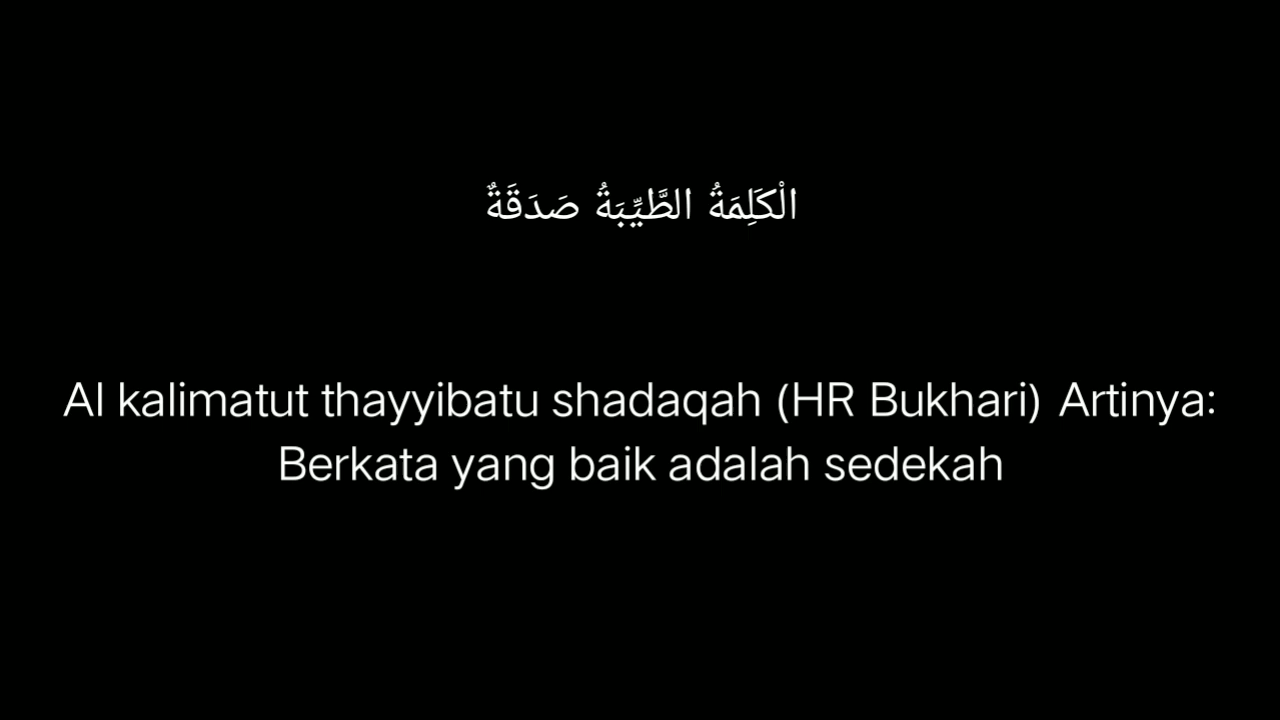 الْكَلِمَةُ الطَّيِّبَةُ صَدَقَةٌ
Al kalimatut thayyibatu shadaqah (HR Bukhari) Artinya:
Berkata yang baik adalah sedekah